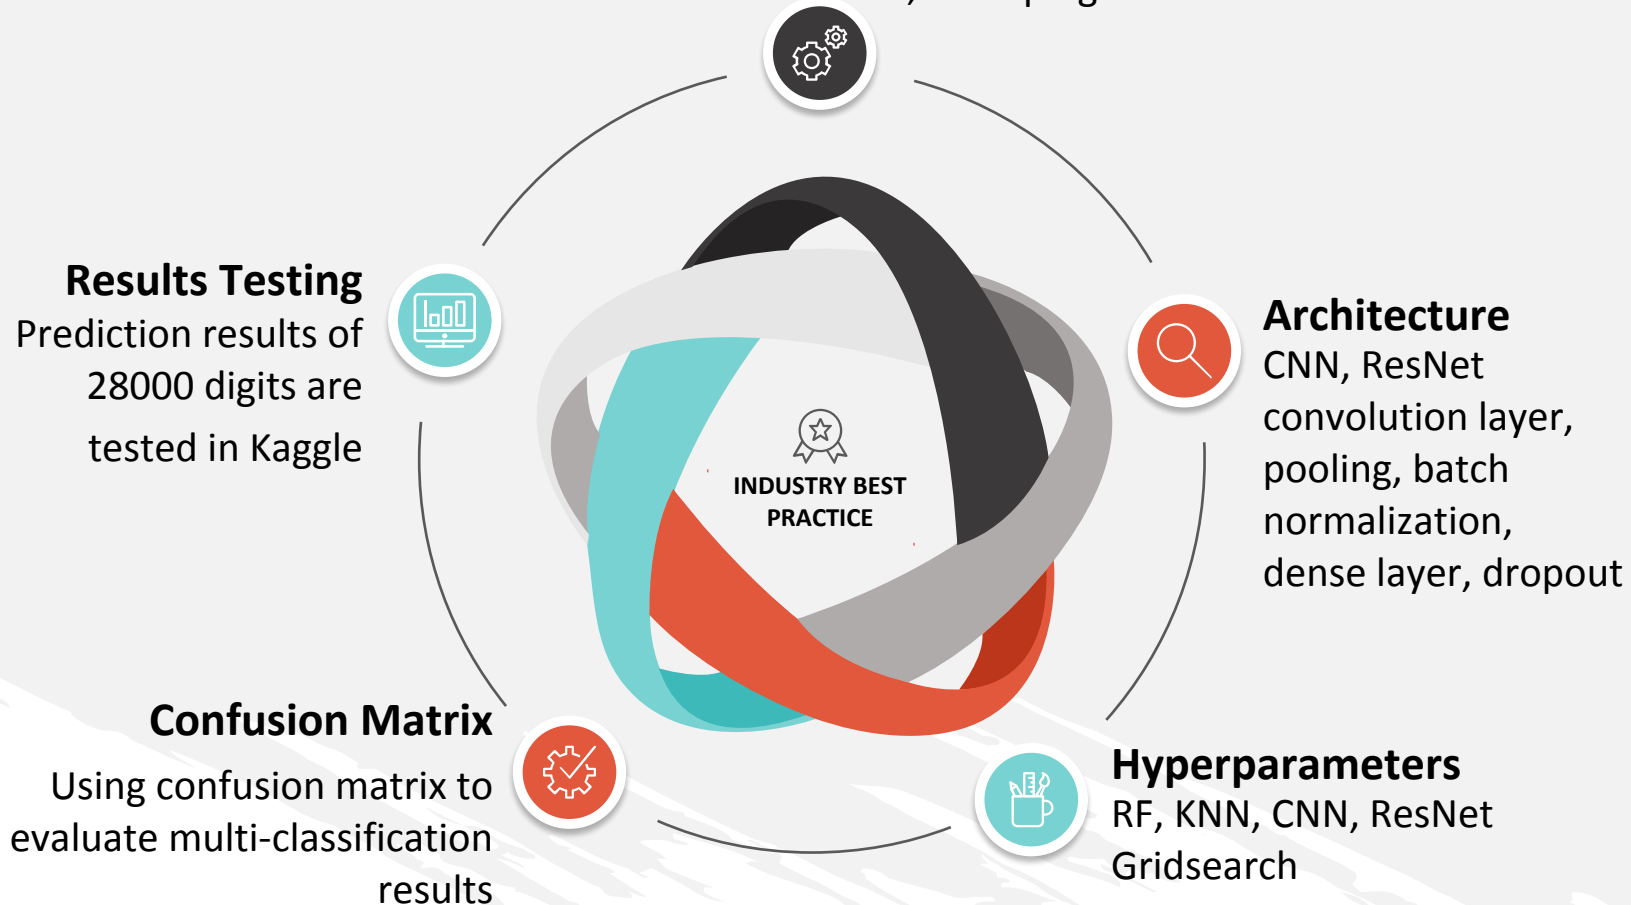 Results Testing
Prediction results of
28000 digits are
tested in Kaggle
Architecture
CNN, ResNet
convolution layer,
pooling, batch
normalization,
dense layer, dropout
INDUSTRY BEST
PRACTICE
Confusion Matrix
Using confusion matrix to
evaluate multi-classification
results
Hyperparameters
RF, KNN, CNN, ResNet
Gridsearch